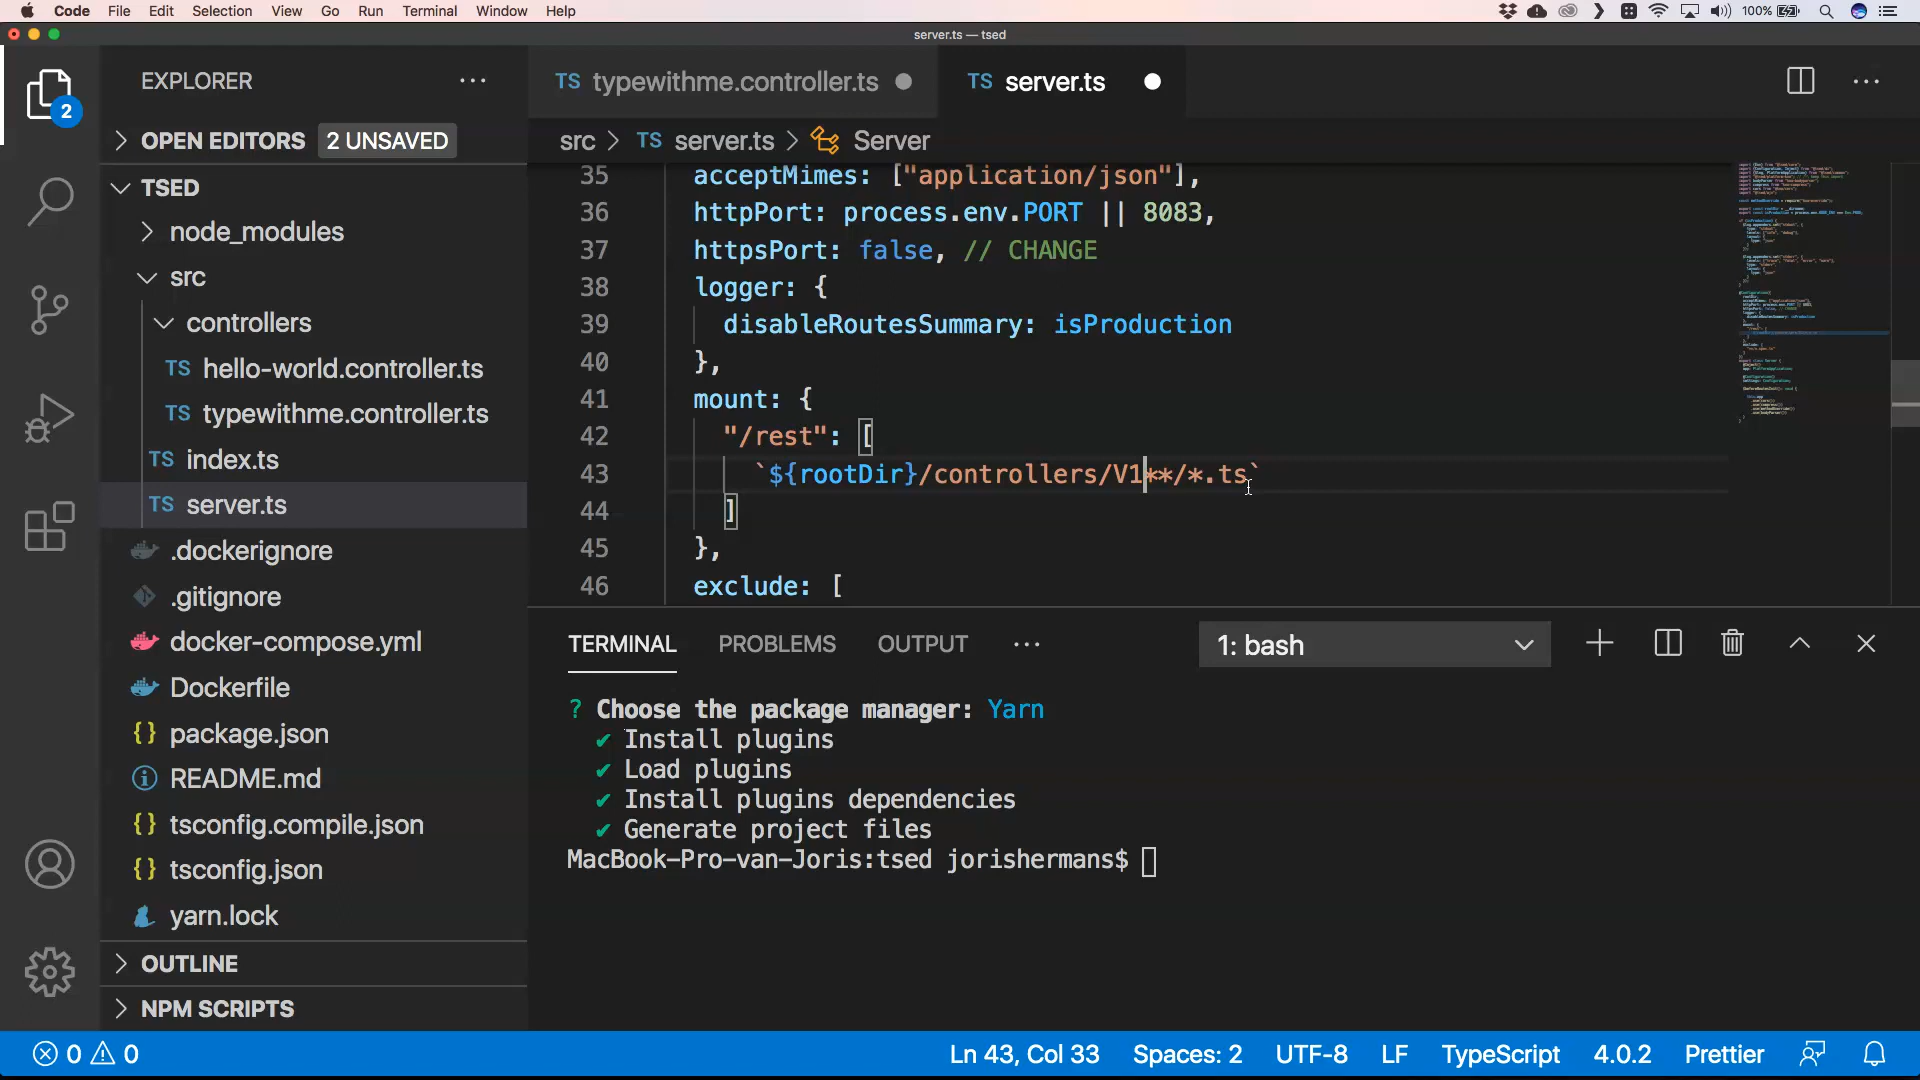 Code File Edit Selection View Go Run Terminal Window Help 100%
server.ts — tsed
EXPLORER
TS typewithme.controller.ts
TS server.ts
2
OPEN EDITORS 2 UNSAVED
src > TS server.ts > Server
TSED
node_modules
src
controllers
TS hello-world.controller.ts
TS typewithme.controller.ts
TS index.ts
TS server.ts
.dockerignore
.gitignore
docker-compose.yml
Dockerfile
{} package.json
README.md
{} tsconfig.compile.json
{} tsconfig.json
yarn.lock
OUTLINE
NPM SCRIPTS
35 acceptMimes: ["application/json"],
36 httpPort: process.env.PORT || 8083,
37 httpsPort: false, // CHANGE
38 logger: {
39 disableRoutesSummary: isProduction
40 },
41 mount: {
42 "/rest": [
43 `${rootDir}/controllers/V1**/*.ts`
44 ]
45 },
46 exclude: [
TERMINAL PROBLEMS OUTPUT 1: bash
? Choose the package manager: Yarn
✔ Install plugins
✔ Load plugins
✔ Install plugins dependencies
✔ Generate project files
MacBook-Pro-van-Joris:tsed jorishermans$
0 0 Ln 43, Col 33 Spaces: 2 UTF-8 LF TypeScript 4.0.2 Prettier